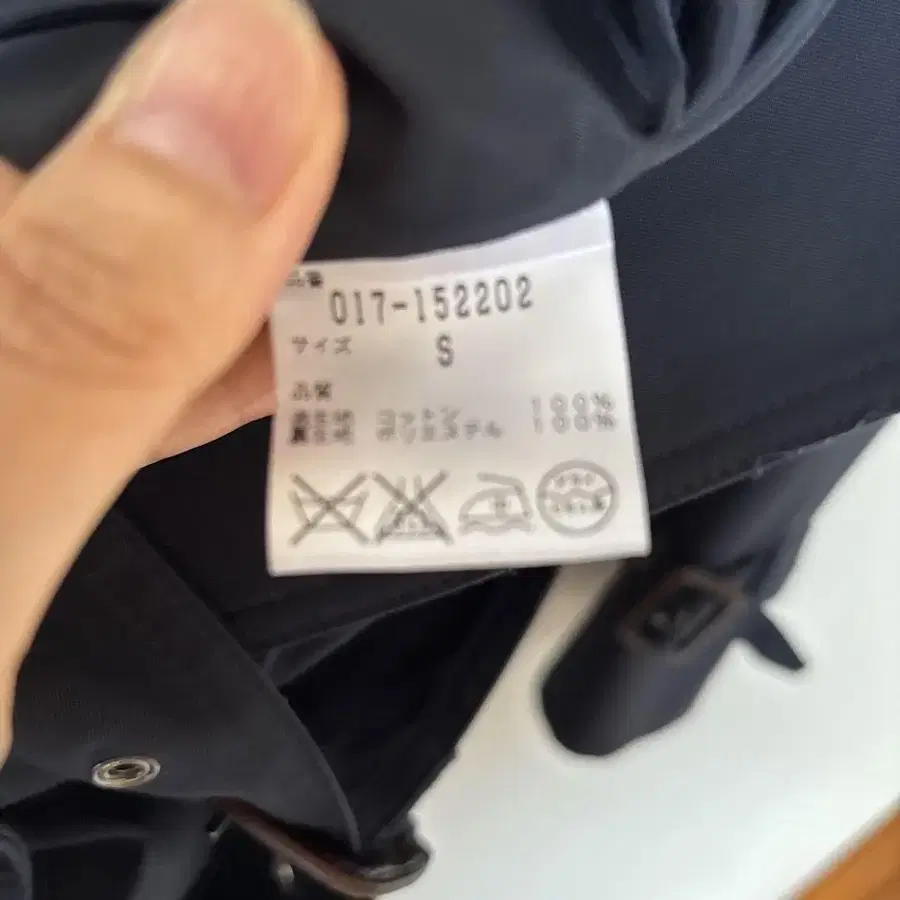 品番
017-152202
サイズ S
品質
表生地 コットン 100%
裏生地 ポリエステル 100%